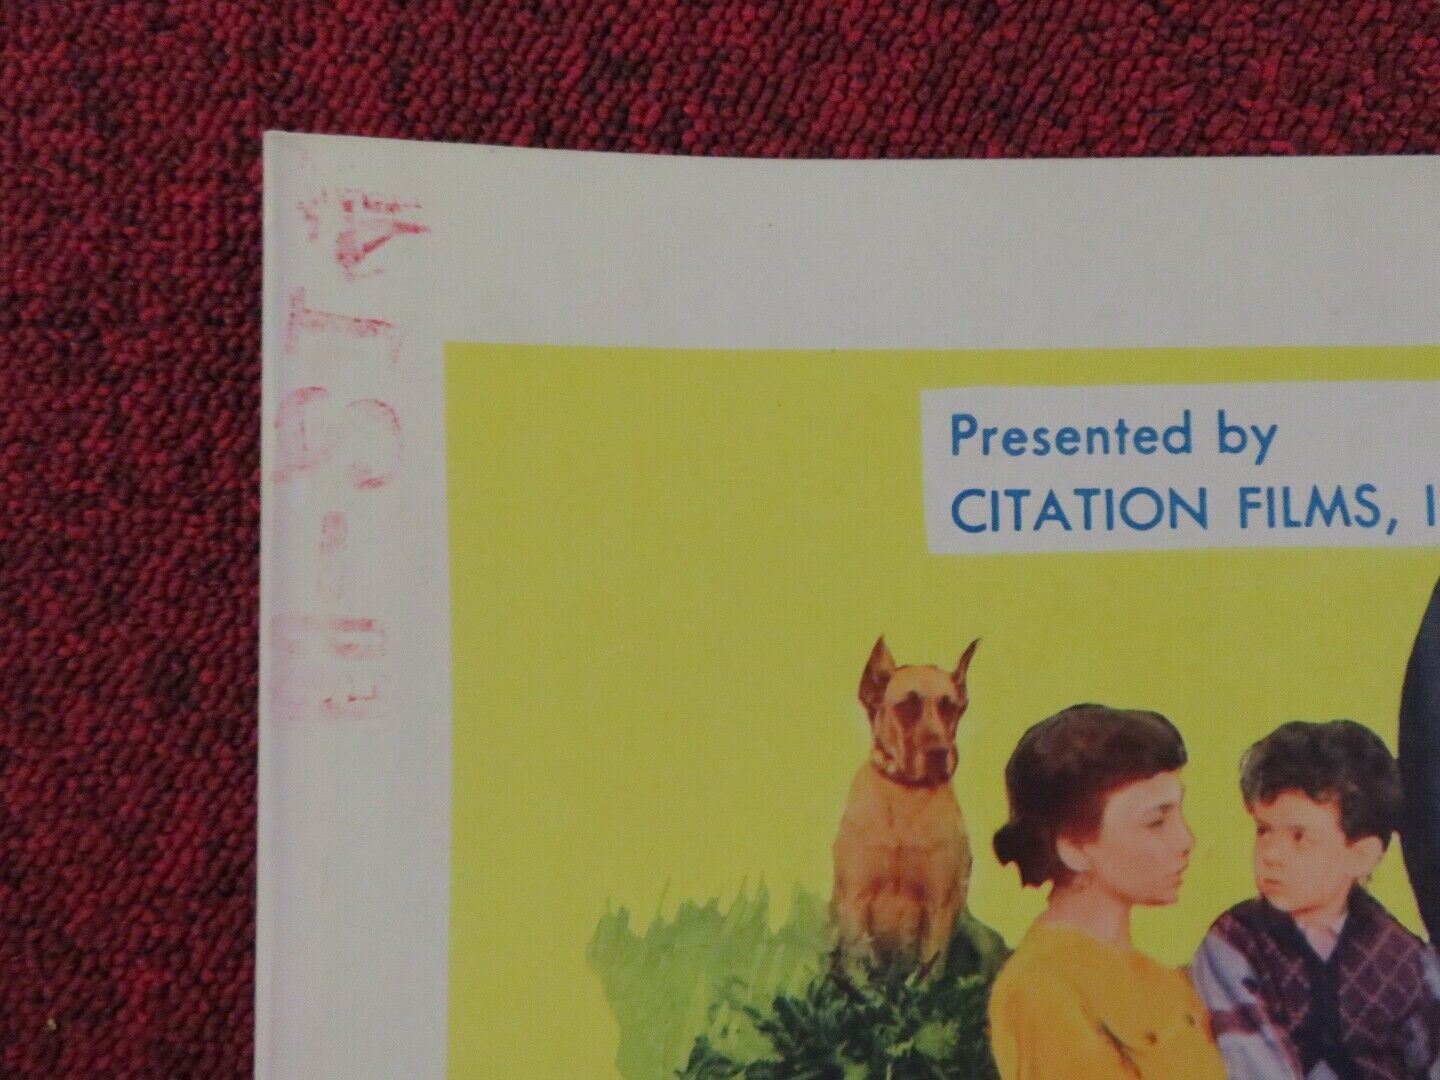 Presented by
CITATION FILMS, I